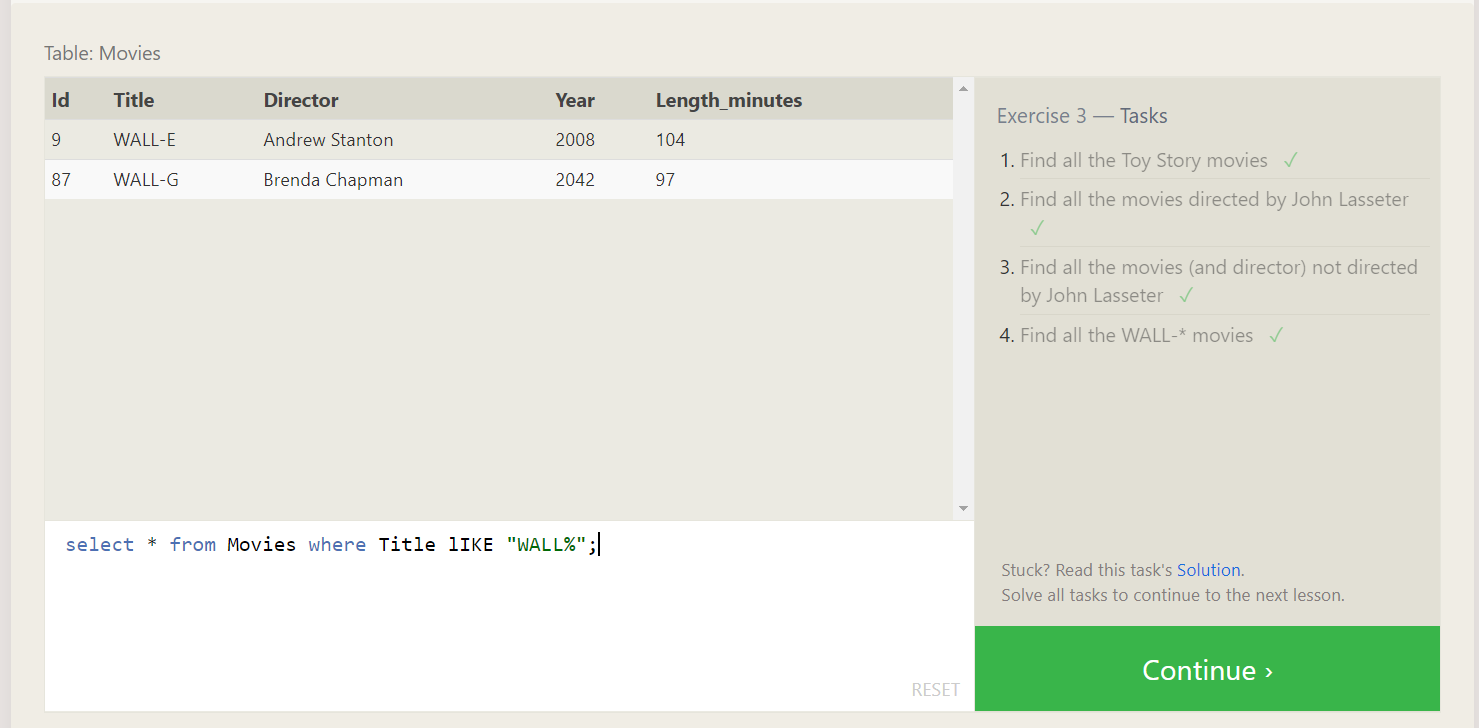 Table: Movies
Id Title Director Year Length_minutes
9 WALL-E Andrew Stanton 2008 104
87 WALL-G Brenda Chapman 2042 97
select * from Movies where Title lIKE "WALL%";
RESET
Exercise 3 — Tasks
1. Find all the Toy Story movies ✓
2. Find all the movies directed by John Lasseter
✓
3. Find all the movies (and director) not directed
by John Lasseter ✓
4. Find all the WALL-* movies ✓
Stuck? Read this task's Solution.
Solve all tasks to continue to the next lesson.
Continue ›